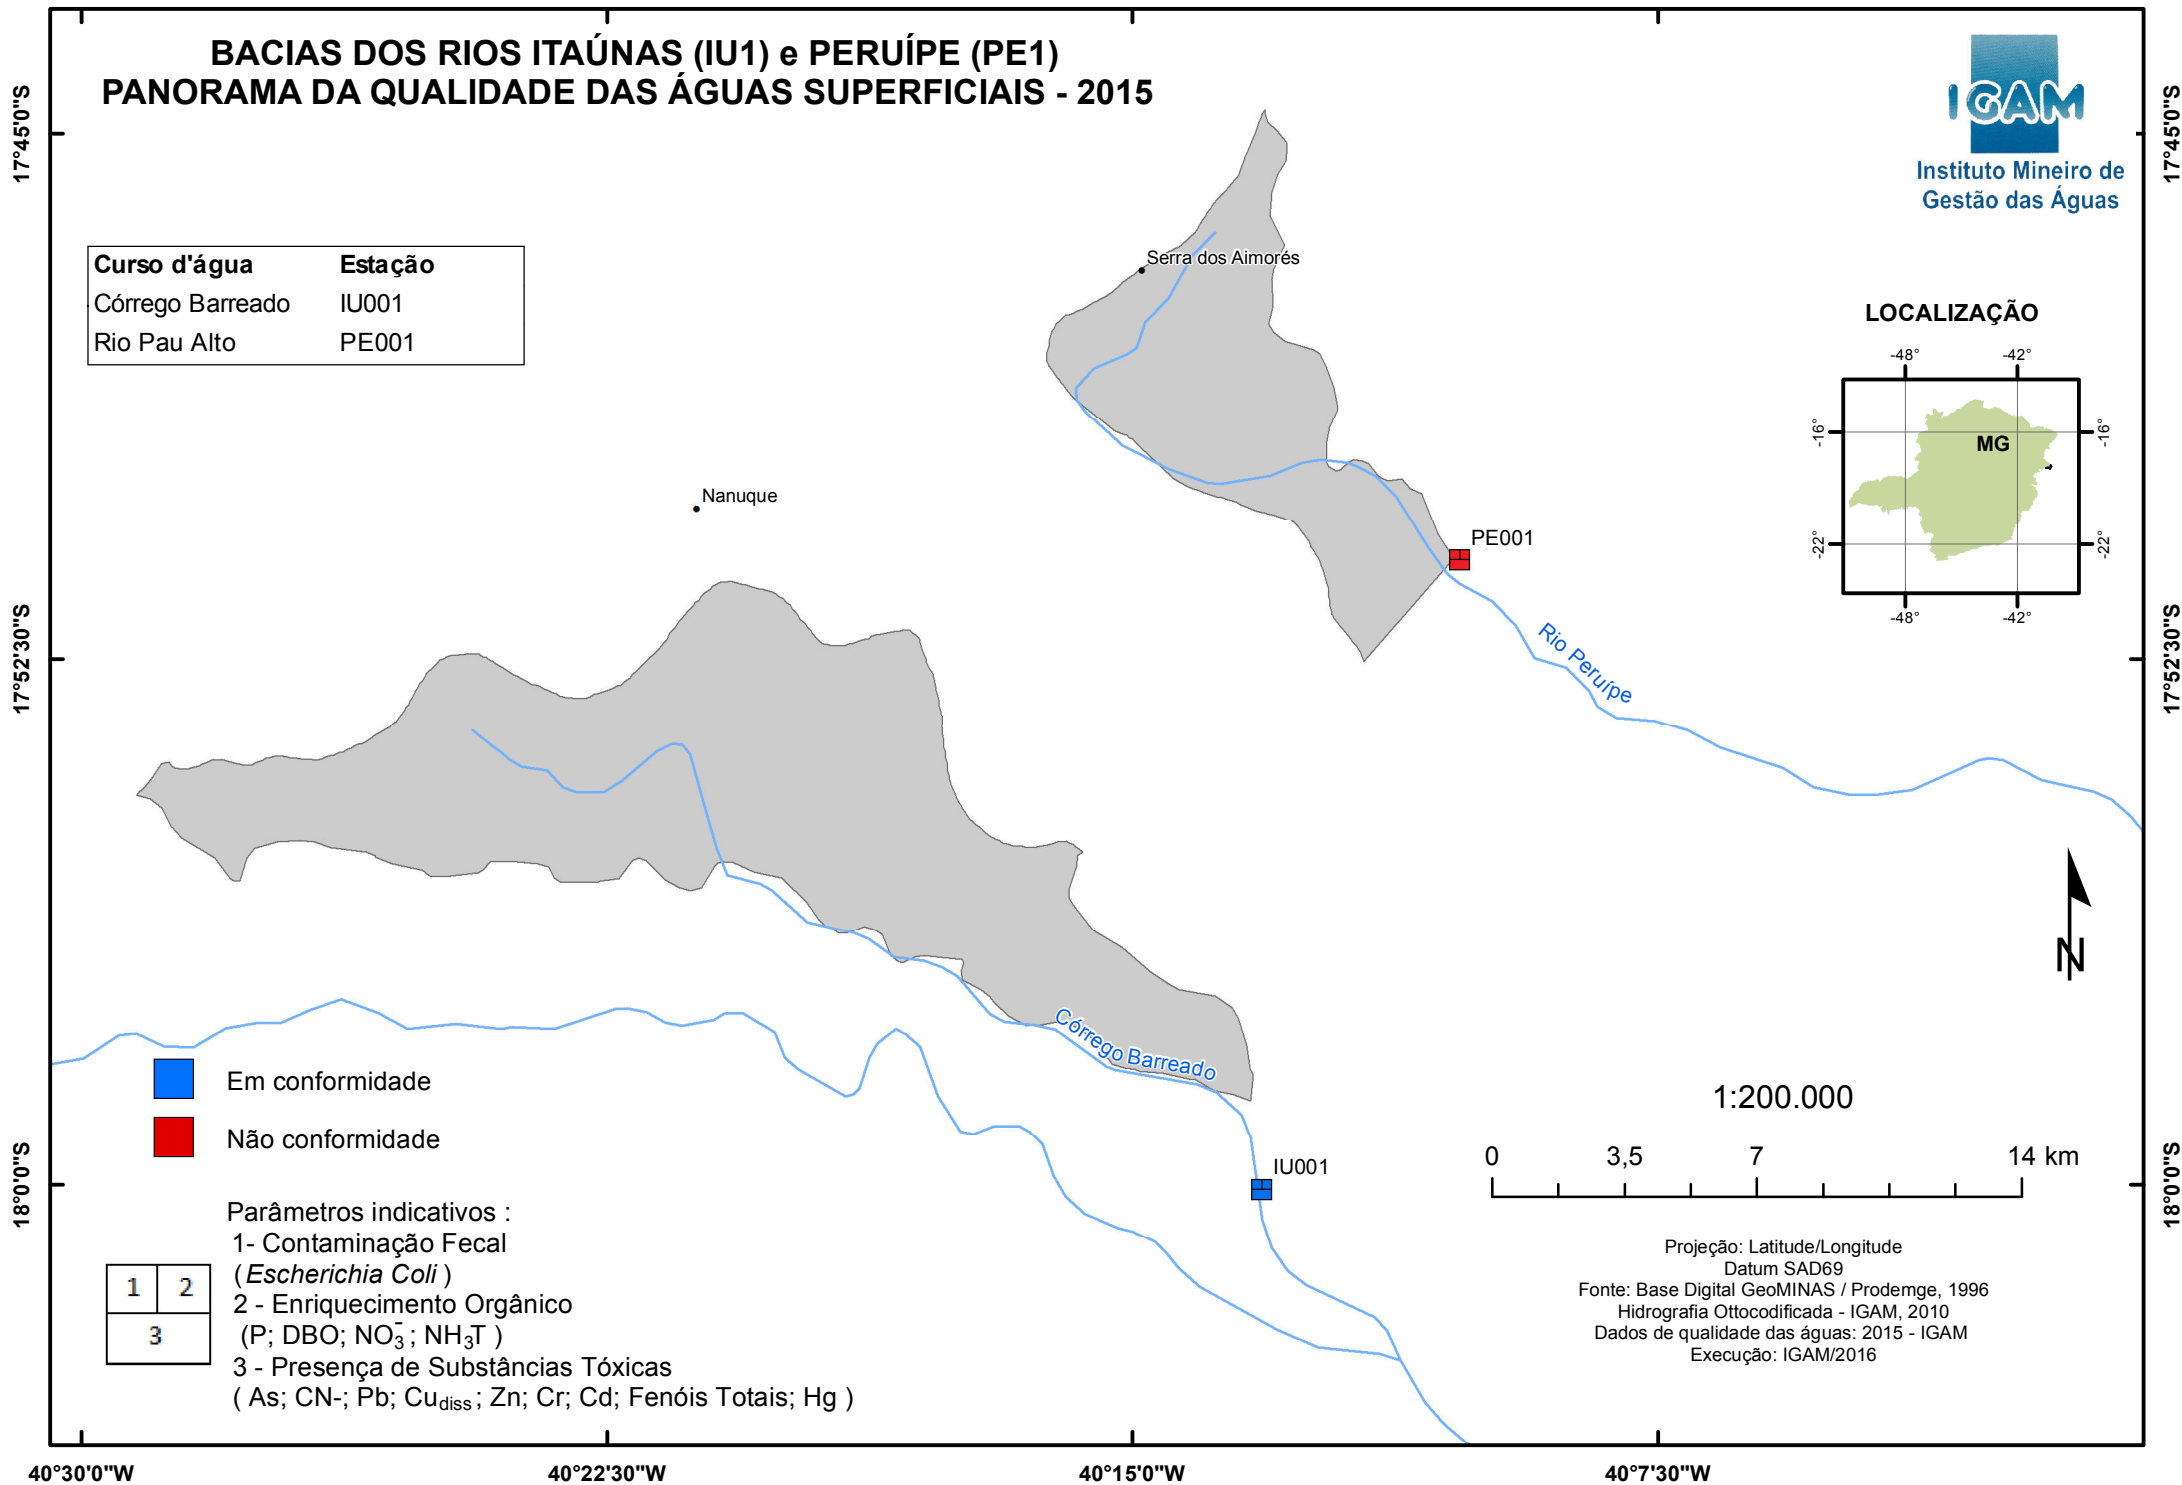 BACIAS DOS RIOS ITAÚNAS (IU1) e PERUÍPE (PE1)
PANORAMA DA QUALIDADE DAS ÁGUAS SUPERFICIAIS - 2015
IGAM
Instituto Mineiro de
Gestão das Águas
17°45'0"S
17°45'0"S
Curso d'água Estação
Córrego Barreado IU001
Rio Pau Alto PE001
Serra dos Aimorés
LOCALIZAÇÃO
-48° -42°
-16° MG -16°
-22° -22°
-48° -42°
Nanuque
PE001
17°52'30"S
17°52'30"S
Rio Peruípe
N
Córrego Barreado
Em conformidade
Não conformidade
IU001
1:200.000
0 3,5 7 14 km
18°0'0"S
18°0'0"S
Parâmetros indicativos :
1- Contaminação Fecal
( Escherichia Coli )
2 - Enriquecimento Orgânico
(P; DBO; NO₃⁻; NH₃T )
3 - Presença de Substâncias Tóxicas
( As; CN-; Pb; Cu diss ; Zn; Cr; Cd; Fenóis Totais; Hg )
1 2
3
Projeção: Latitude/Longitude
Datum SAD69
Fonte: Base Digital GeoMINAS / Prodemge, 1996
Hidrografia Ottocodificada - IGAM, 2010
Dados de qualidade das águas: 2015 - IGAM
Execução: IGAM/2016
40°30'0"W 40°22'30"W 40°15'0"W 40°7'30"W